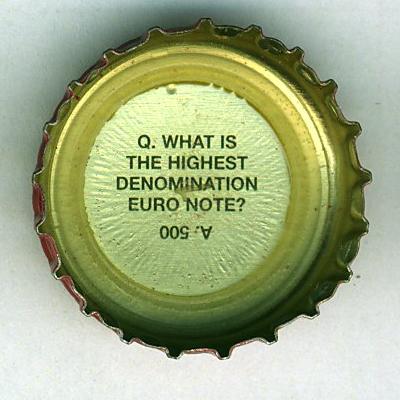 Q. WHAT IS
THE HIGHEST
DENOMINATION
EURO NOTE?
A. 500